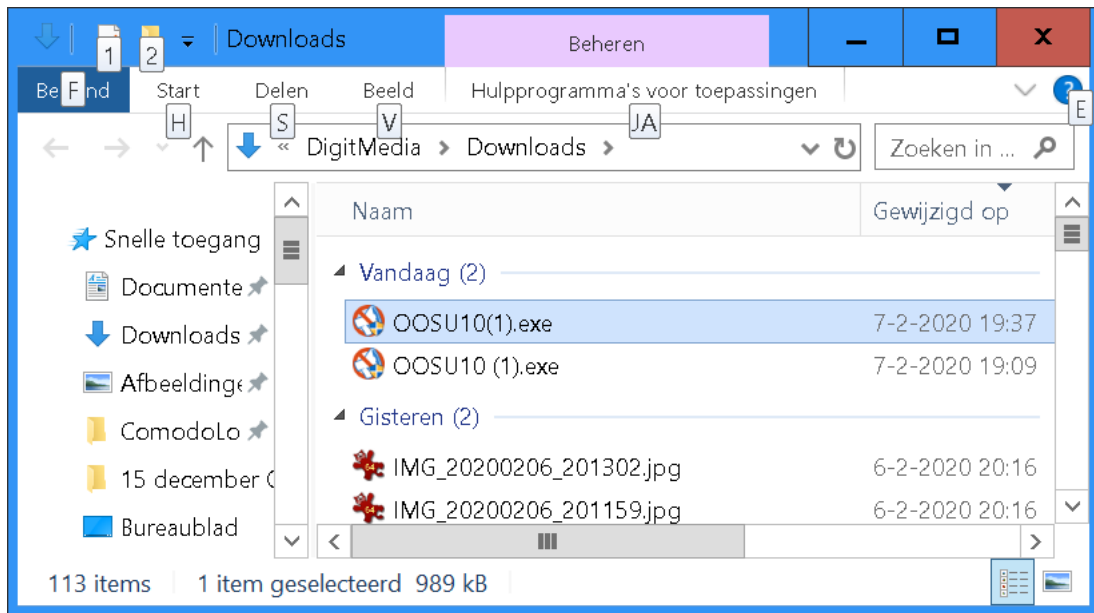 Downloads
Beheren
1
2
Be F nd
Start
Delen
Beeld
Hulpprogramma's voor toepassingen
?
H
S
V
JA
E
« DigitMedia > Downloads >
Zoeken in ...
Naam
Gewijzigd op
Snelle toegang
Documente
Downloads
Afbeeldinge
ComodoLo
15 december (
Bureaublad
Vandaag (2)
OOSU10(1).exe 7-2-2020 19:37
OOSU10 (1).exe 7-2-2020 19:09
Gisteren (2)
IMG_20200206_201302.jpg 6-2-2020 20:16
IMG_20200206_201159.jpg 6-2-2020 20:16
113 items
1 item geselecteerd 989 kB